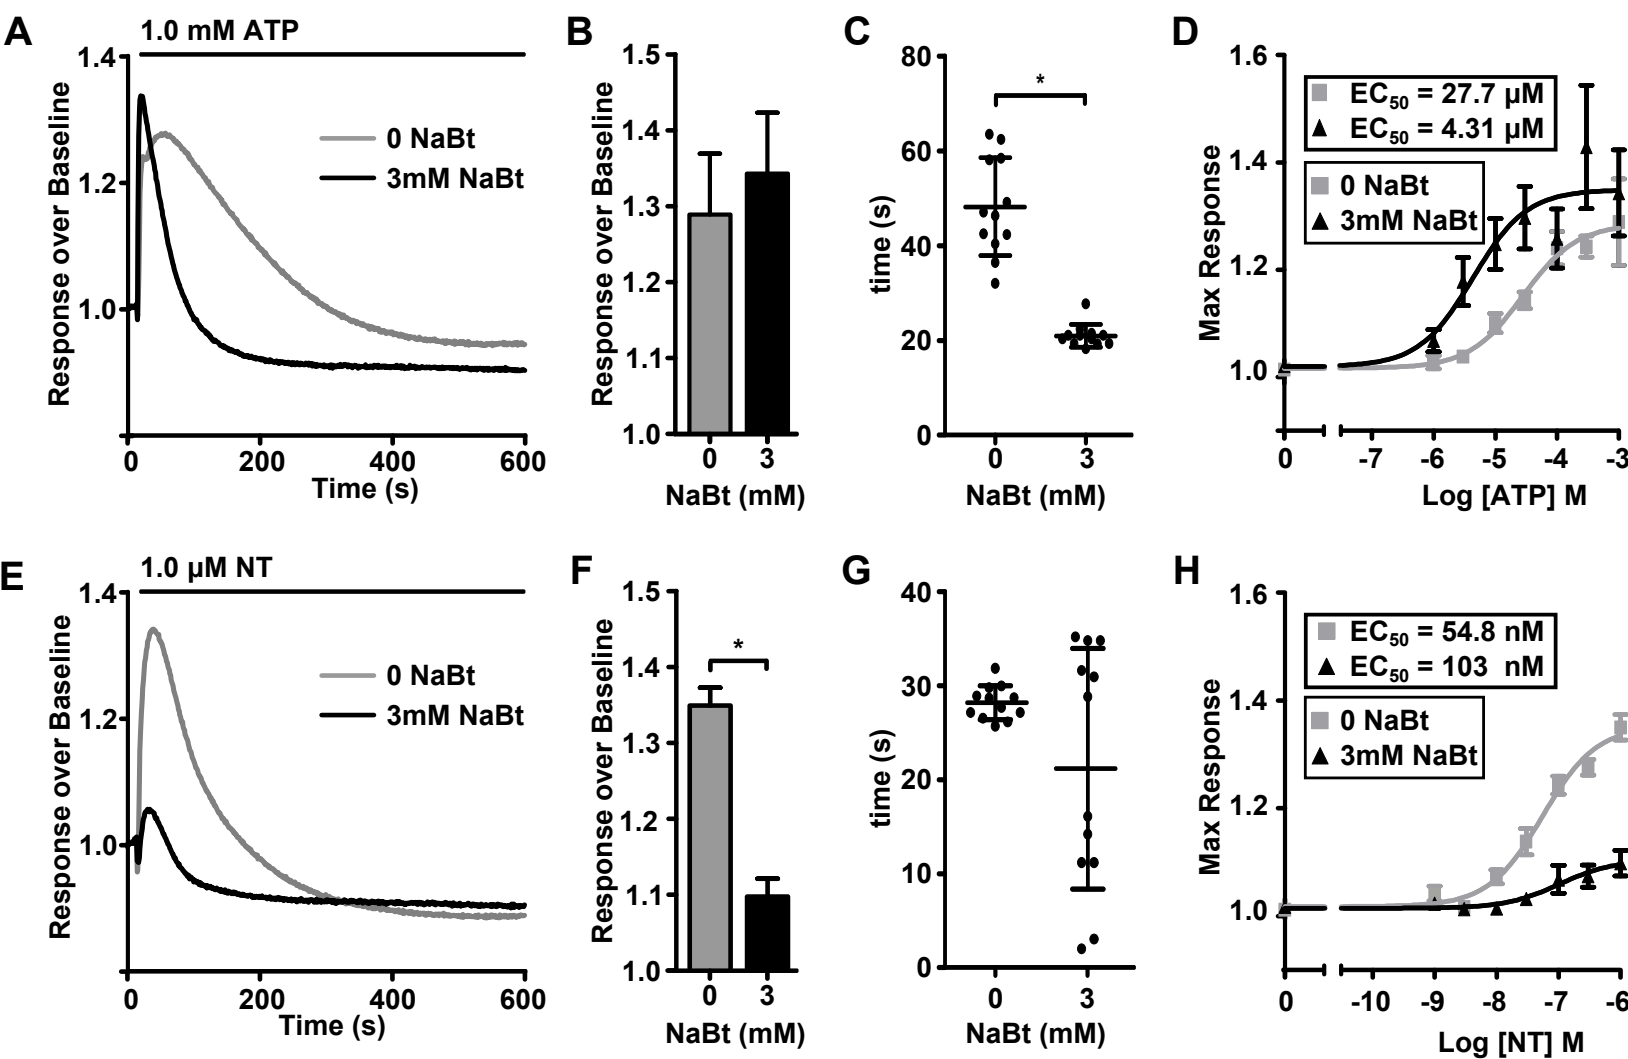 A
1.0 mM ATP
Response over Baseline
1.4
1.2
1.0
0 NaBt
3mM NaBt
0 200 400 600
Time (s)
B
Response over Baseline
1.5
1.4
1.3
1.2
1.1
1.0
0 3
NaBt (mM)
C
time (s)
80
60
40
20
0
*
0 3
NaBt (mM)
D
Max Response
1.6
1.4
1.2
1.0
EC50 = 27.7 µM
EC50 = 4.31 µM
0 NaBt
3mM NaBt
0 -7 -6 -5 -4 -3
Log [ATP] M
E
1.0 µM NT
Response over Baseline
1.4
1.2
1.0
0 NaBt
3mM NaBt
0 200 400 600
Time (s)
F
Response over Baseline
1.5
1.4
1.3
1.2
1.1
1.0
*
0 3
NaBt (mM)
G
time (s)
40
30
20
10
0
0 3
NaBt (mM)
H
Max Response
1.6
1.4
1.2
1.0
EC50 = 54.8 nM
EC50 = 103 nM
0 NaBt
3mM NaBt
0 -10 -9 -8 -7 -6
Log [NT] M